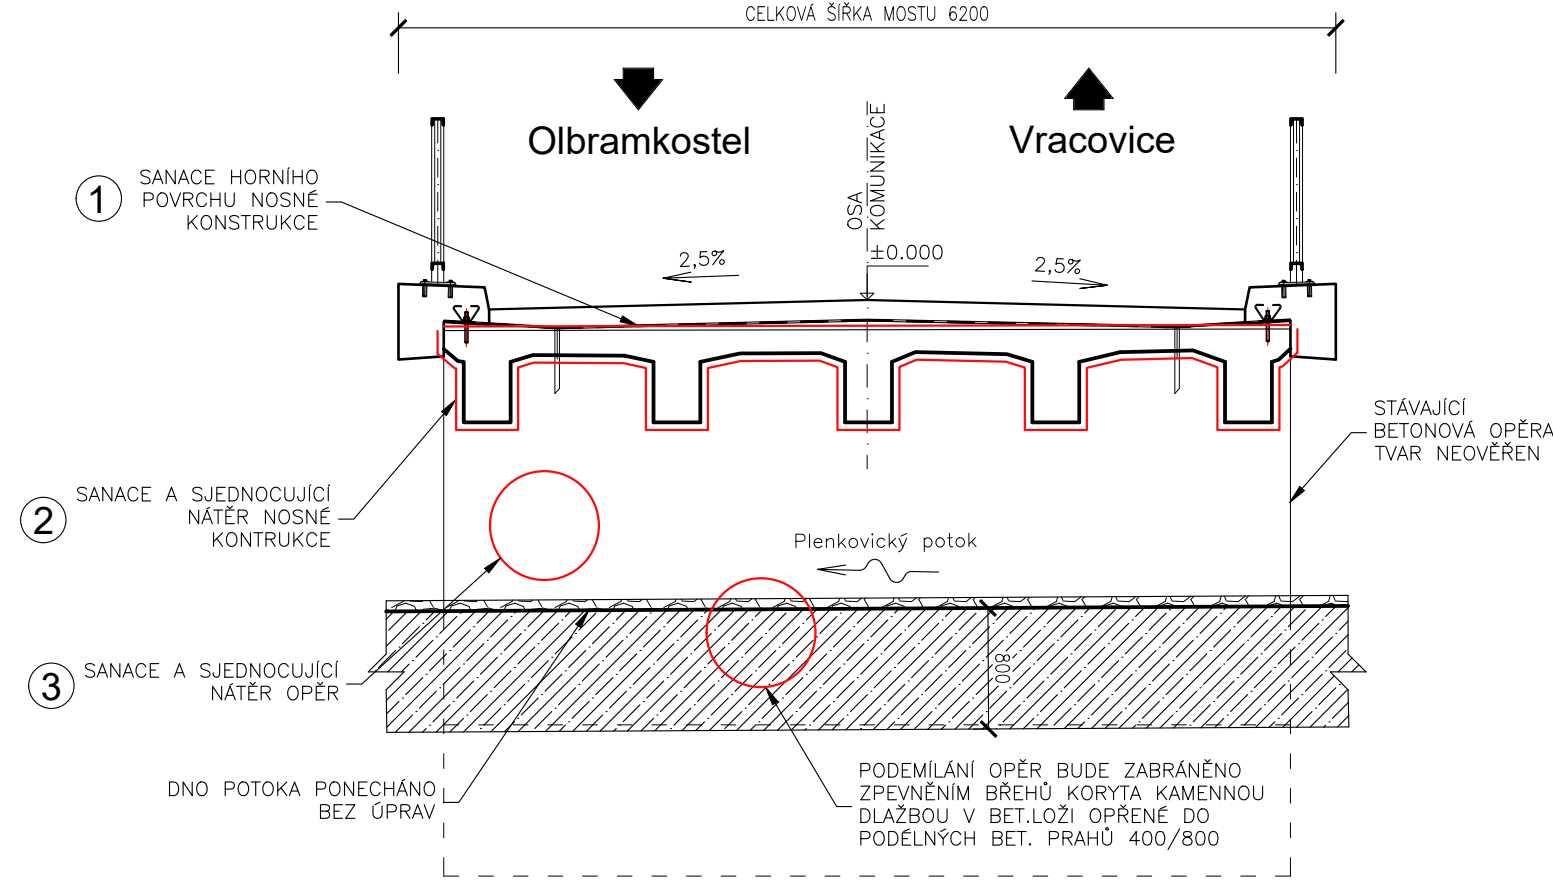 CELKOVÁ ŠÍŘKA MOSTU 6200
Olbramkostel
Vracovice
OSA
KOMUNIKACE
±0.000
2,5%
2,5%
1
SANACE HORNÍHO
POVRCHU NOSNÉ
KONSTRUKCE
STÁVAJÍCÍ
BETONOVÁ OPĚRA
TVAR NEOVĚŘEN
2
SANACE A SJEDNOCUJÍCÍ
NÁTĚR NOSNÉ
KONTRUKCE
Plenkovický potok
3
SANACE A SJEDNOCUJÍCÍ
NÁTĚR OPĚR
800
DNO POTOKA PONECHÁNO
BEZ ÚPRAV
PODEMÍLÁNÍ OPĚR BUDE ZABRÁNĚNO
ZPEVNĚNÍM BŘEHŮ KORYTA KAMENNOU
DLAŽBOU V BET.LOŽI OPŘENÉ DO
PODÉLNÝCH BET. PRAHŮ 400/800